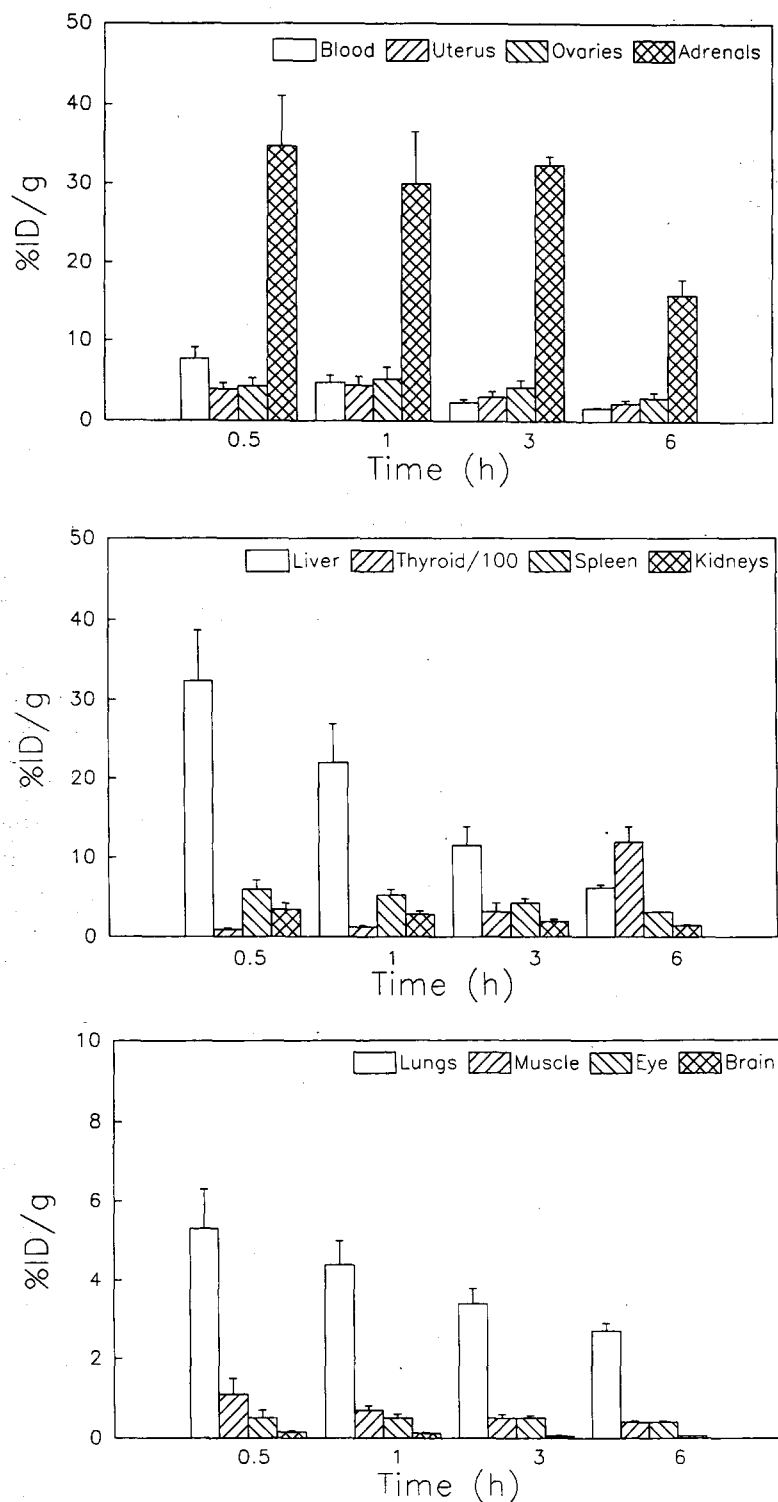 50
Blood Uterus Ovaries Adrenals
40
30
%ID/g
20
10
0
0.5 1 3 6
Time (h)
50
Liver Thyroid/100 Spleen Kidneys
40
30
%ID/g
20
10
0
0.5 1 3 6
Time (h)
10
Lungs Muscle Eye Brain
8
6
%ID/g
4
2
0
0.5 1 3 6
Time (h)